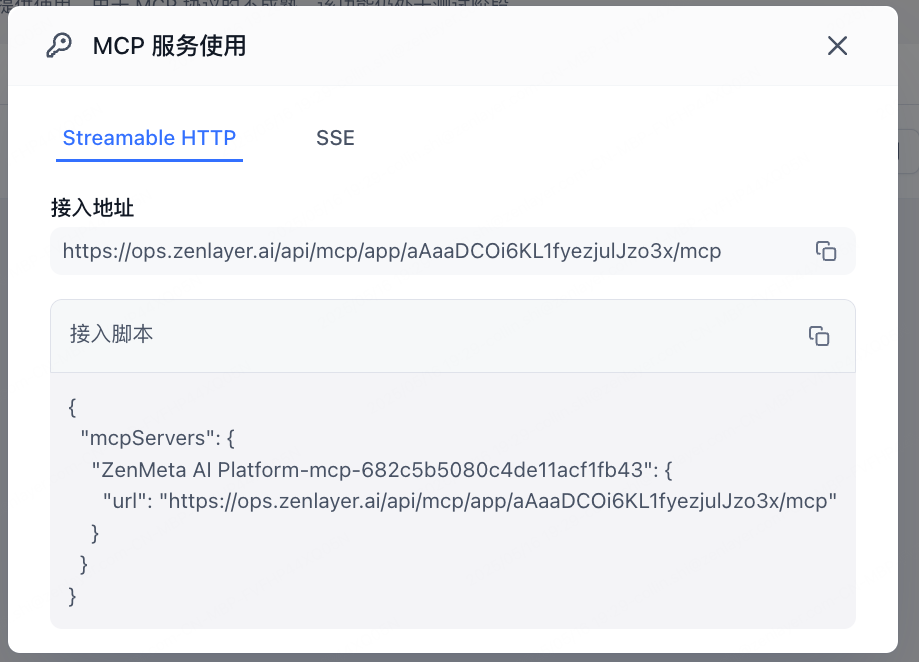 MCP 服务使用
Streamable HTTP
SSE
接入地址
https://ops.zenlayer.ai/api/mcp/app/aAaaDCOi6KL1fyezjulJzo3x/mcp
接入脚本
{
"mcpServers": {
"ZenMeta AI Platform-mcp-682c5b5080c4de11acf1fb43": {
"url": "https://ops.zenlayer.ai/api/mcp/app/aAaaDCOi6KL1fyezjulJzo3x/mcp"
}
}
}